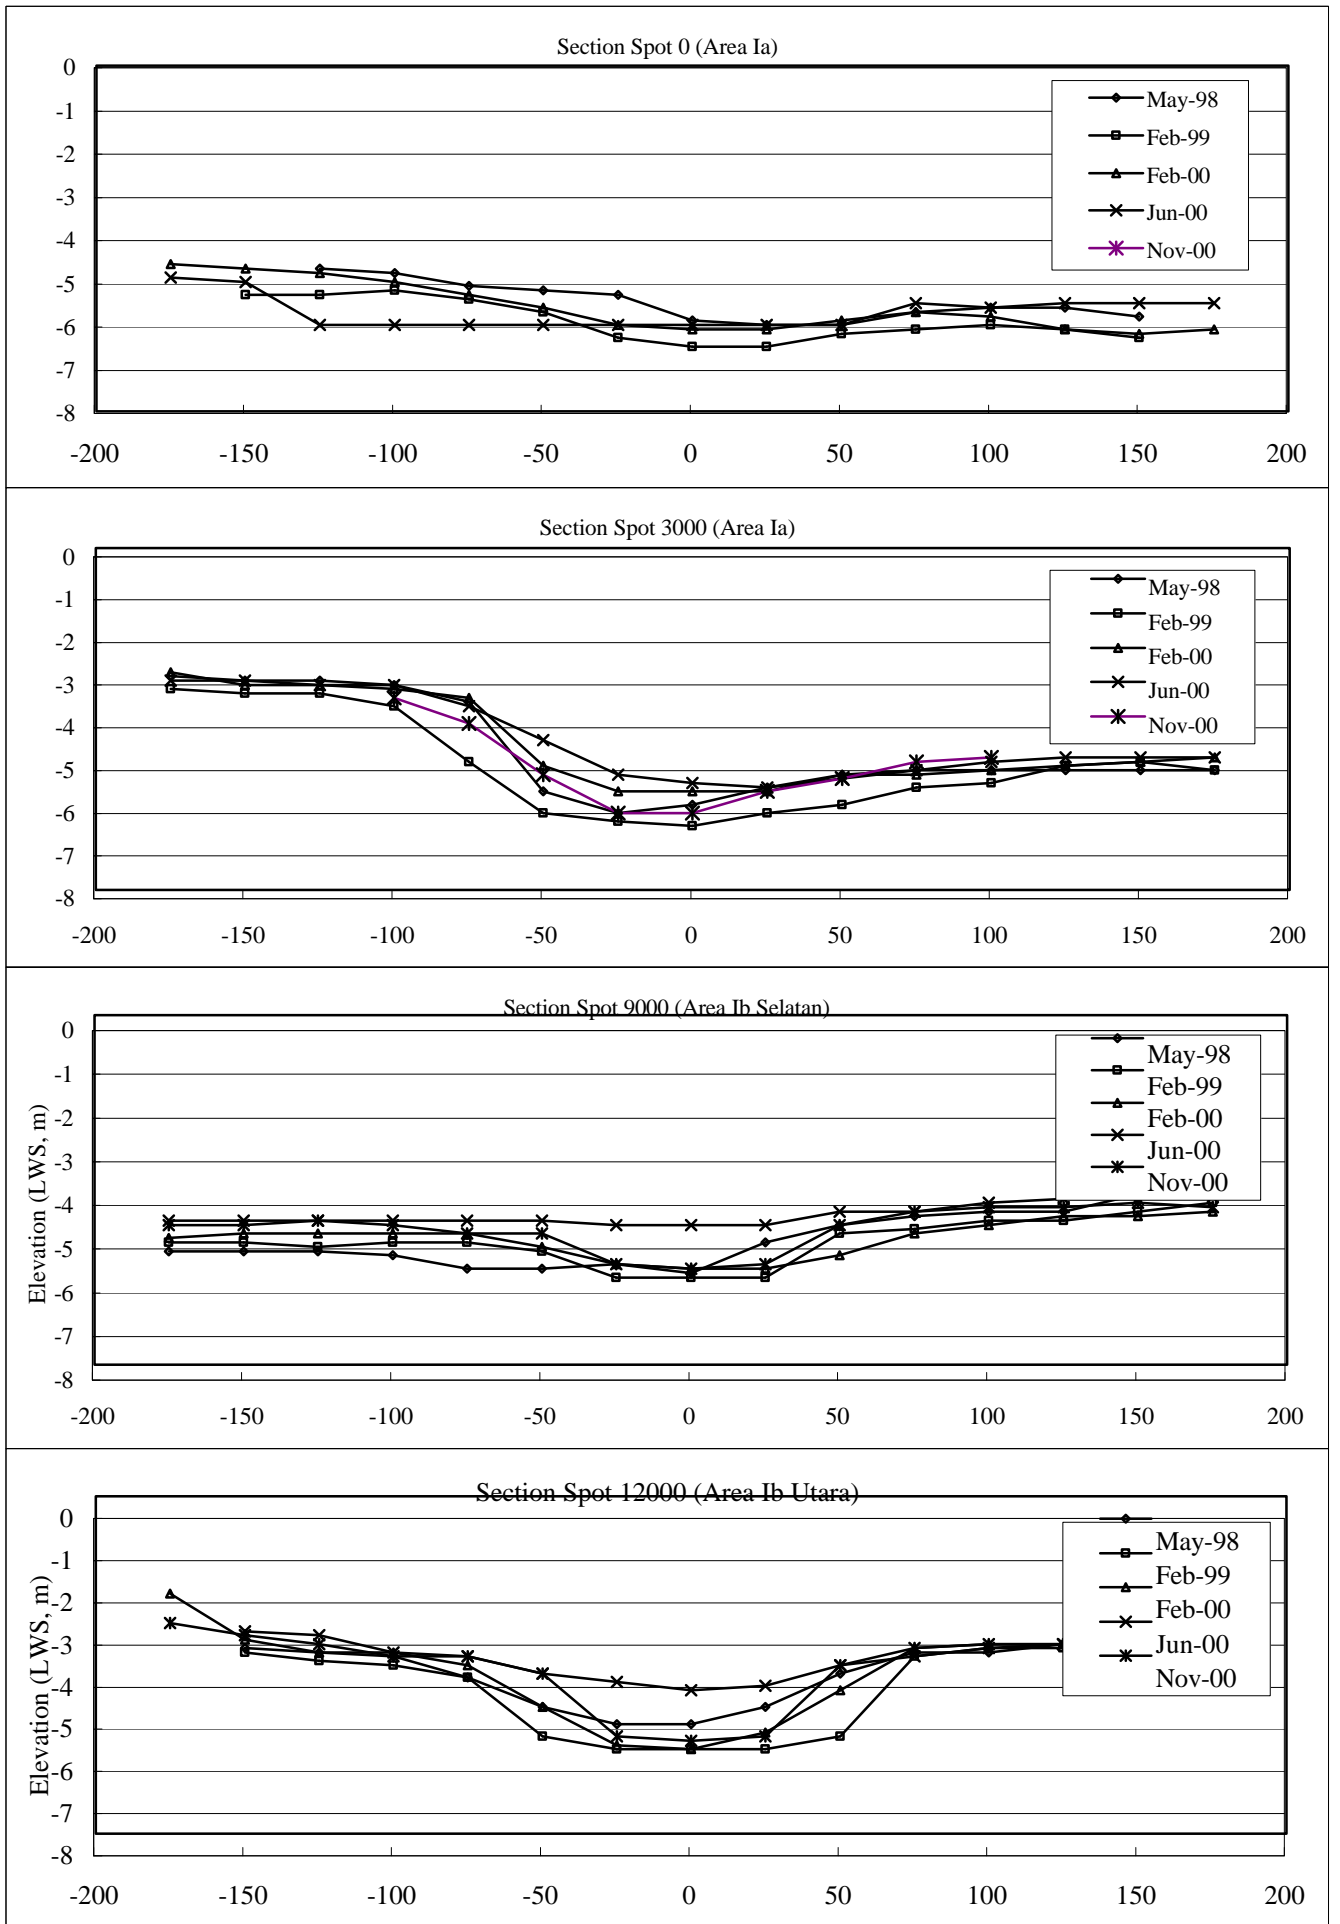 Section Spot 0 (Area Ia)
0
-1
-2
-3
-4
-5
-6
-7
-8
May-98
Feb-99
Feb-00
Jun-00
Nov-00
-200 -150 -100 -50 0 50 100 150 200
Section Spot 3000 (Area Ia)
0
-1
-2
-3
-4
-5
-6
-7
-8
May-98
Feb-99
Feb-00
Jun-00
Nov-00
-200 -150 -100 -50 0 50 100 150 200
Section Spot 9000 (Area Ib Selatan)
Elevation (LWS, m)
0
-1
-2
-3
-4
-5
-6
-7
-8
May-98
Feb-99
Feb-00
Jun-00
Nov-00
-200 -150 -100 -50 0 50 100 150 200
Section Spot 12000 (Area Ib Utara)
Elevation (LWS, m)
0
-1
-2
-3
-4
-5
-6
-7
-8
May-98
Feb-99
Feb-00
Jun-00
Nov-00
-200 -150 -100 -50 0 50 100 150 200